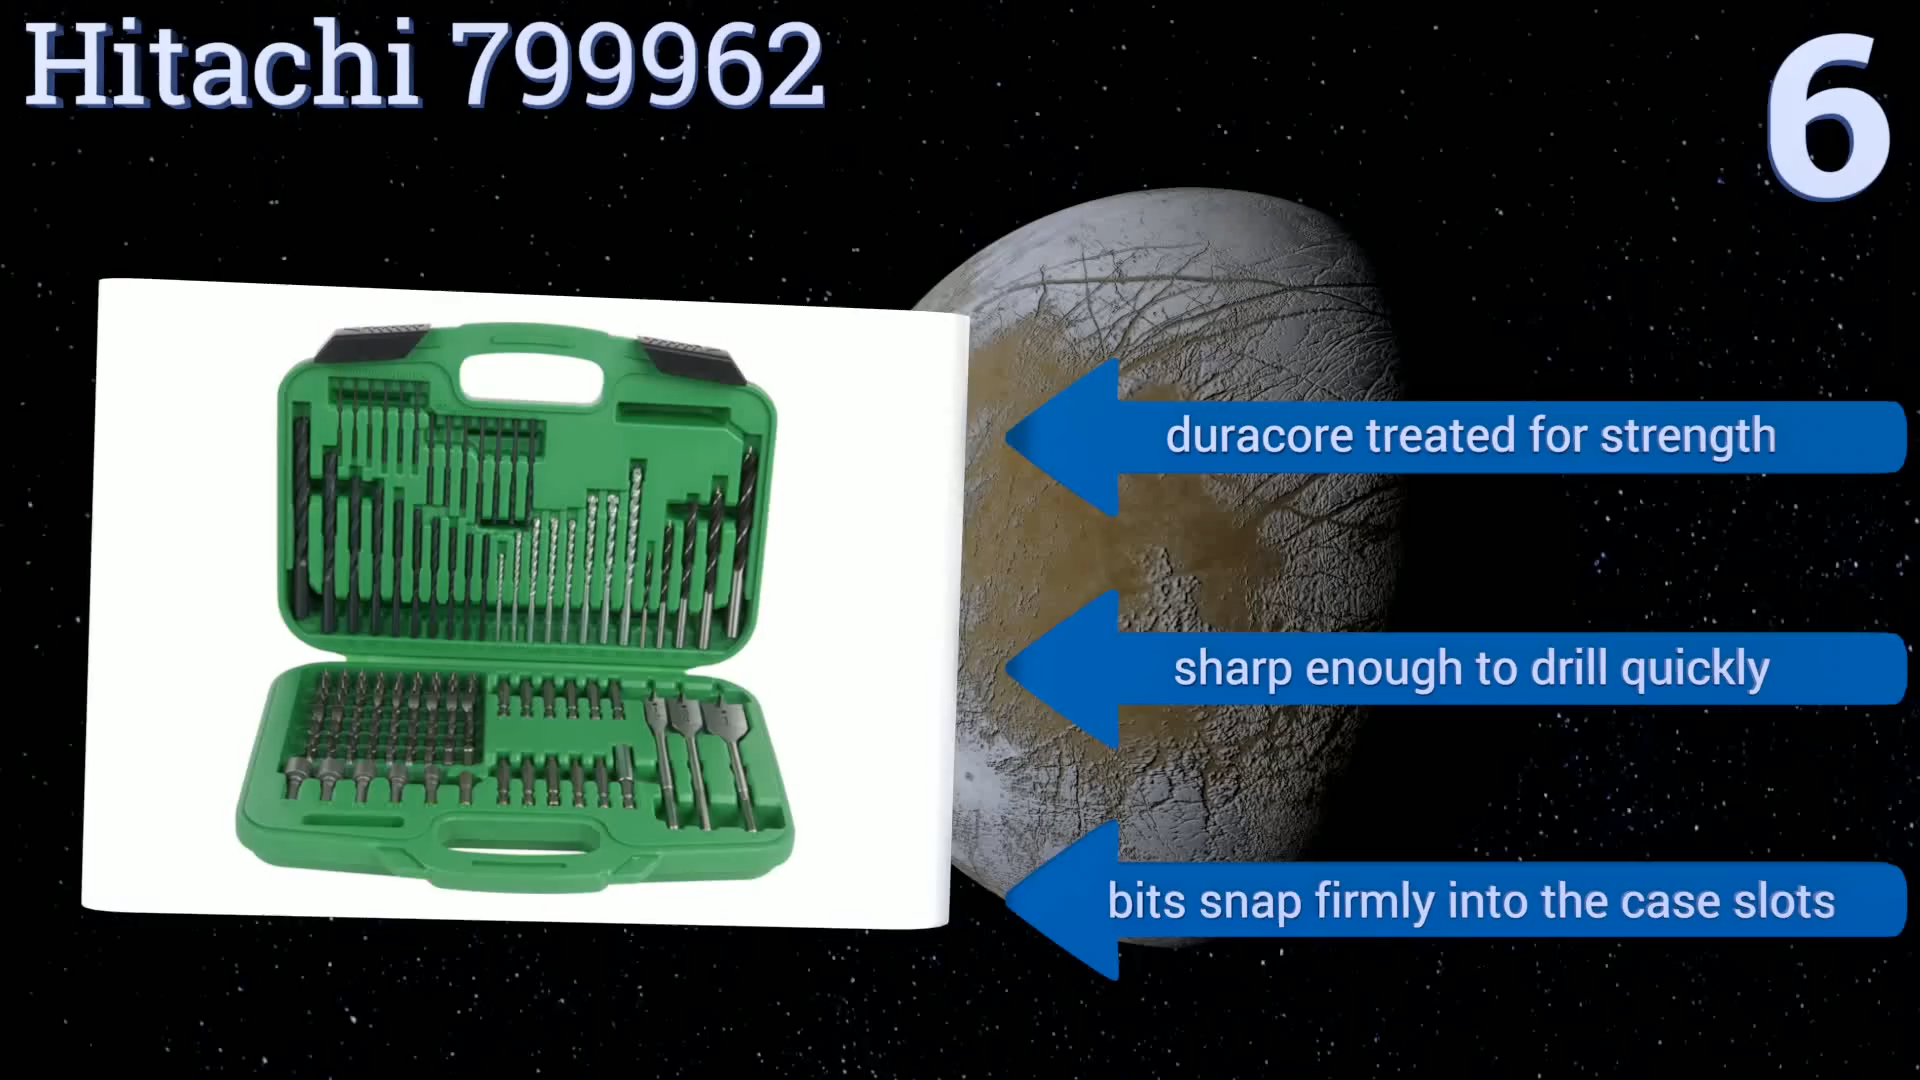 Hitachi 799962
6
duracore treated for strength
sharp enough to drill quickly
bits snap firmly into the case slots